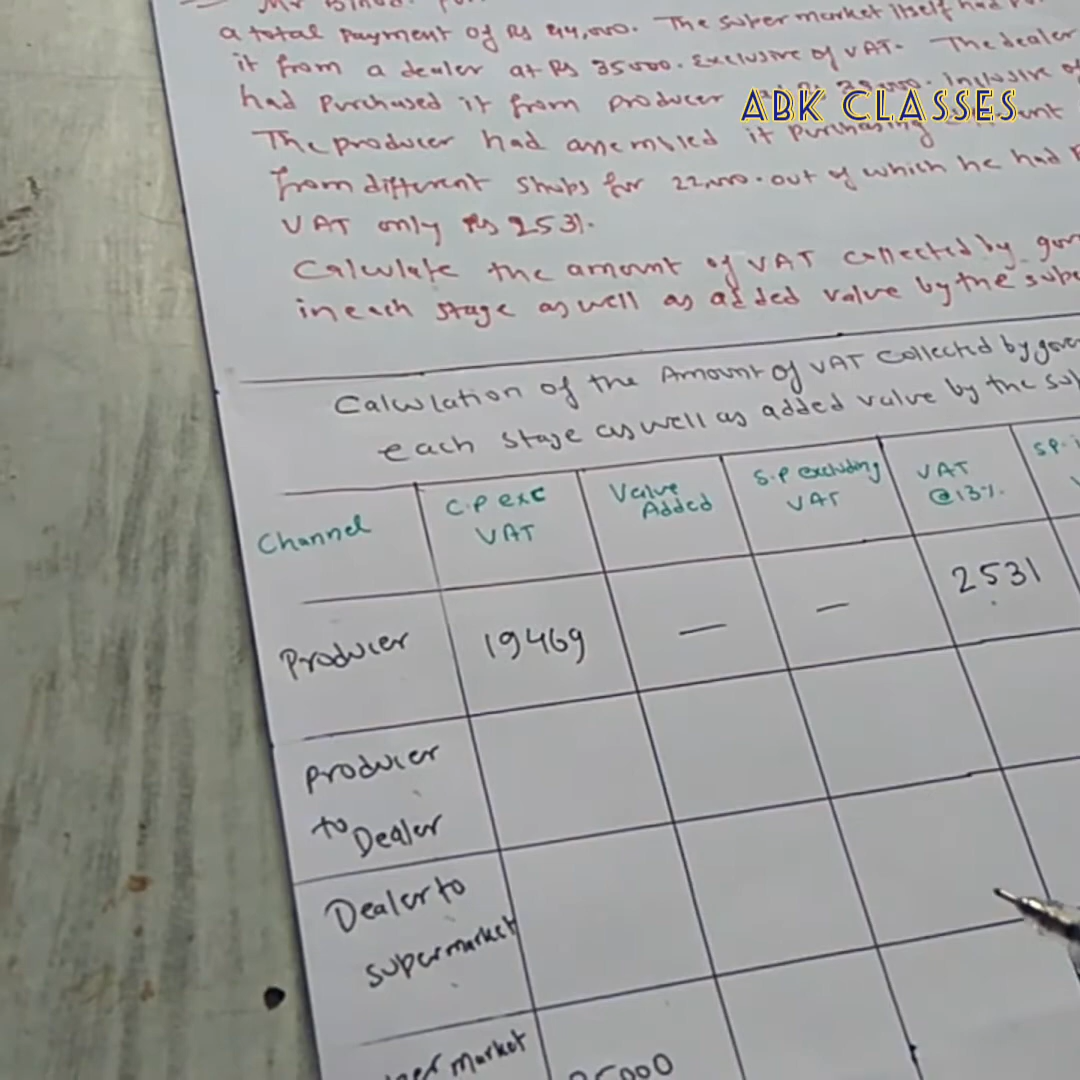 a total payment of Rs 44,000. The super market itself had
it from a dealer at Rs 35000. Exclusive of VAT. The dealer
had purchased it from producer Inclusive of
ABK CLASSES
The producer had assembled it purchasing
from different shops for 22,000. out of which he had
VAT only Rs 2531.
Calculate the amount of VAT collected by
in each stage as well as added value by the
Calculation of the Amount of VAT Collected by
each stage as well as added value by the
Channel C.P exc VAT Value Added S.P excluding VAT VAT @13%.
Producer 19469 — — 2531
Producer to Dealer
Dealer to supermarket
market